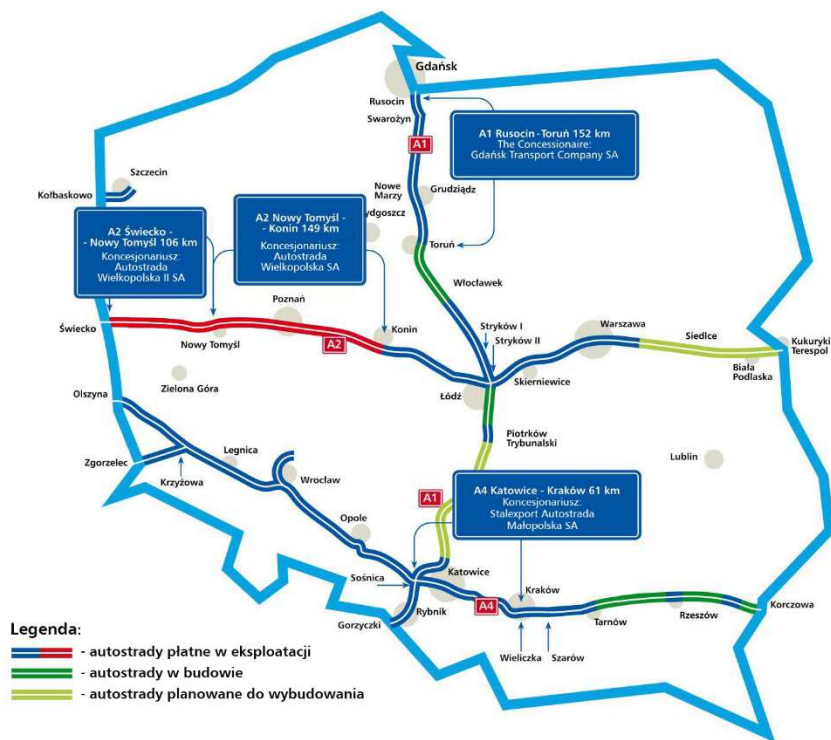 Gdańsk
Rusocin
Swarożyn
A1
A1 Rusocin -Toruń 152 km
The Concessionaire:
Gdańsk Transport Company SA
Szczecin
Kołbaskowo
Nowe
Marzy
Grudziądz
ydgoszcz
Toruń
A2 Świecko -
- Nowy Tomyśl 106 km
Koncesjonariusz:
Autostrada
Wielkopolska II SA
A2 Nowy Tomyśl -
- Konin 149 km
Koncesjonariusz:
Autostrada
Wielkopolska SA
Włocławek
Poznań
Świecko
Nowy Tomyśl
A2
Konin
Stryków I
Stryków II
Warszawa
Siedlce
Kukuryki
Terespol
Biała
Podlaska
Skierniewice
Łódź
Zielona Góra
Olszyna
Piotrków
Trybunalski
Lublin
Legnica
Zgorzelec
Krzyżowa
Wrocław
A1
A4 Katowice - Kraków 61 km
Koncesjonariusz:
Stalexport Autostrada
Małopolska SA
Opole
Sośnica
Katowice
Kraków
A4
Gorzyczki
Rybnik
Tarnów
Rzeszów
Korczowa
Wieliczka
Szarów
Legenda:
- autostrady płatne w eksploatacji
- autostrady w budowie
- autostrady planowane do wybudowania